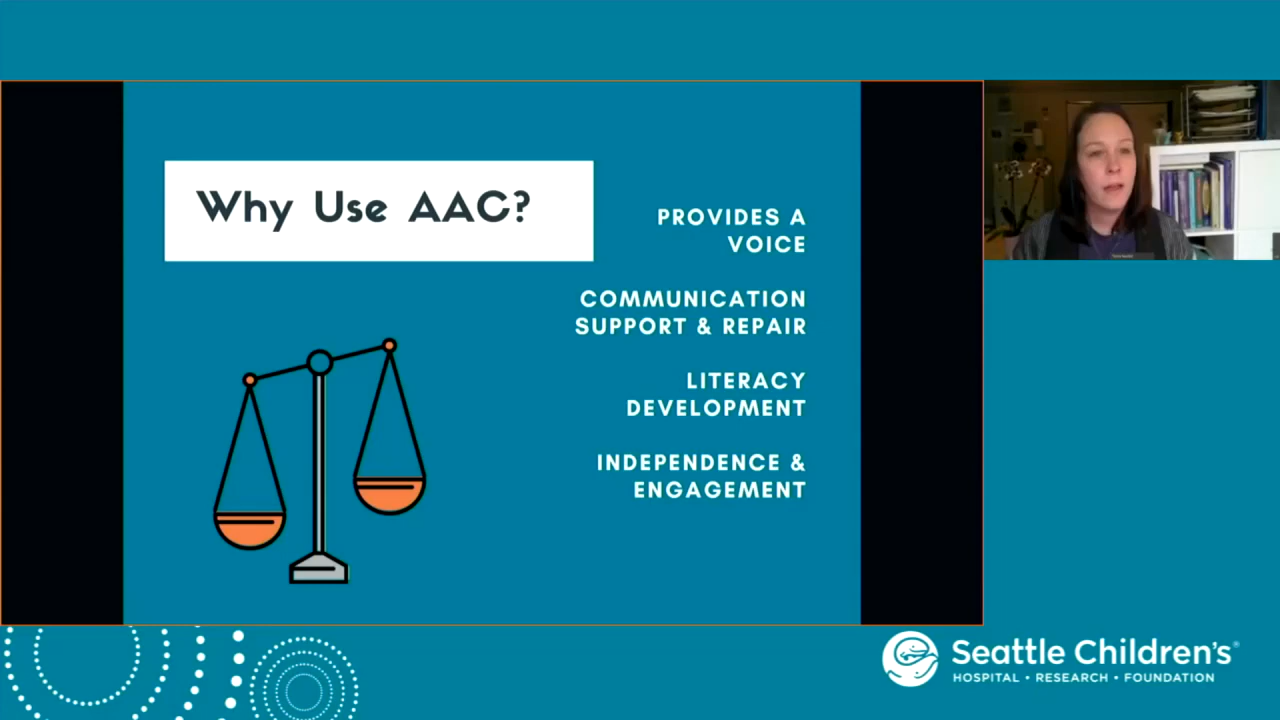 Why Use AAC?
PROVIDES A
VOICE
COMMUNICATION
SUPPORT & REPAIR
LITERACY
DEVELOPMENT
INDEPENDENCE &
ENGAGEMENT
Seattle Children's®
HOSPITAL • RESEARCH • FOUNDATION